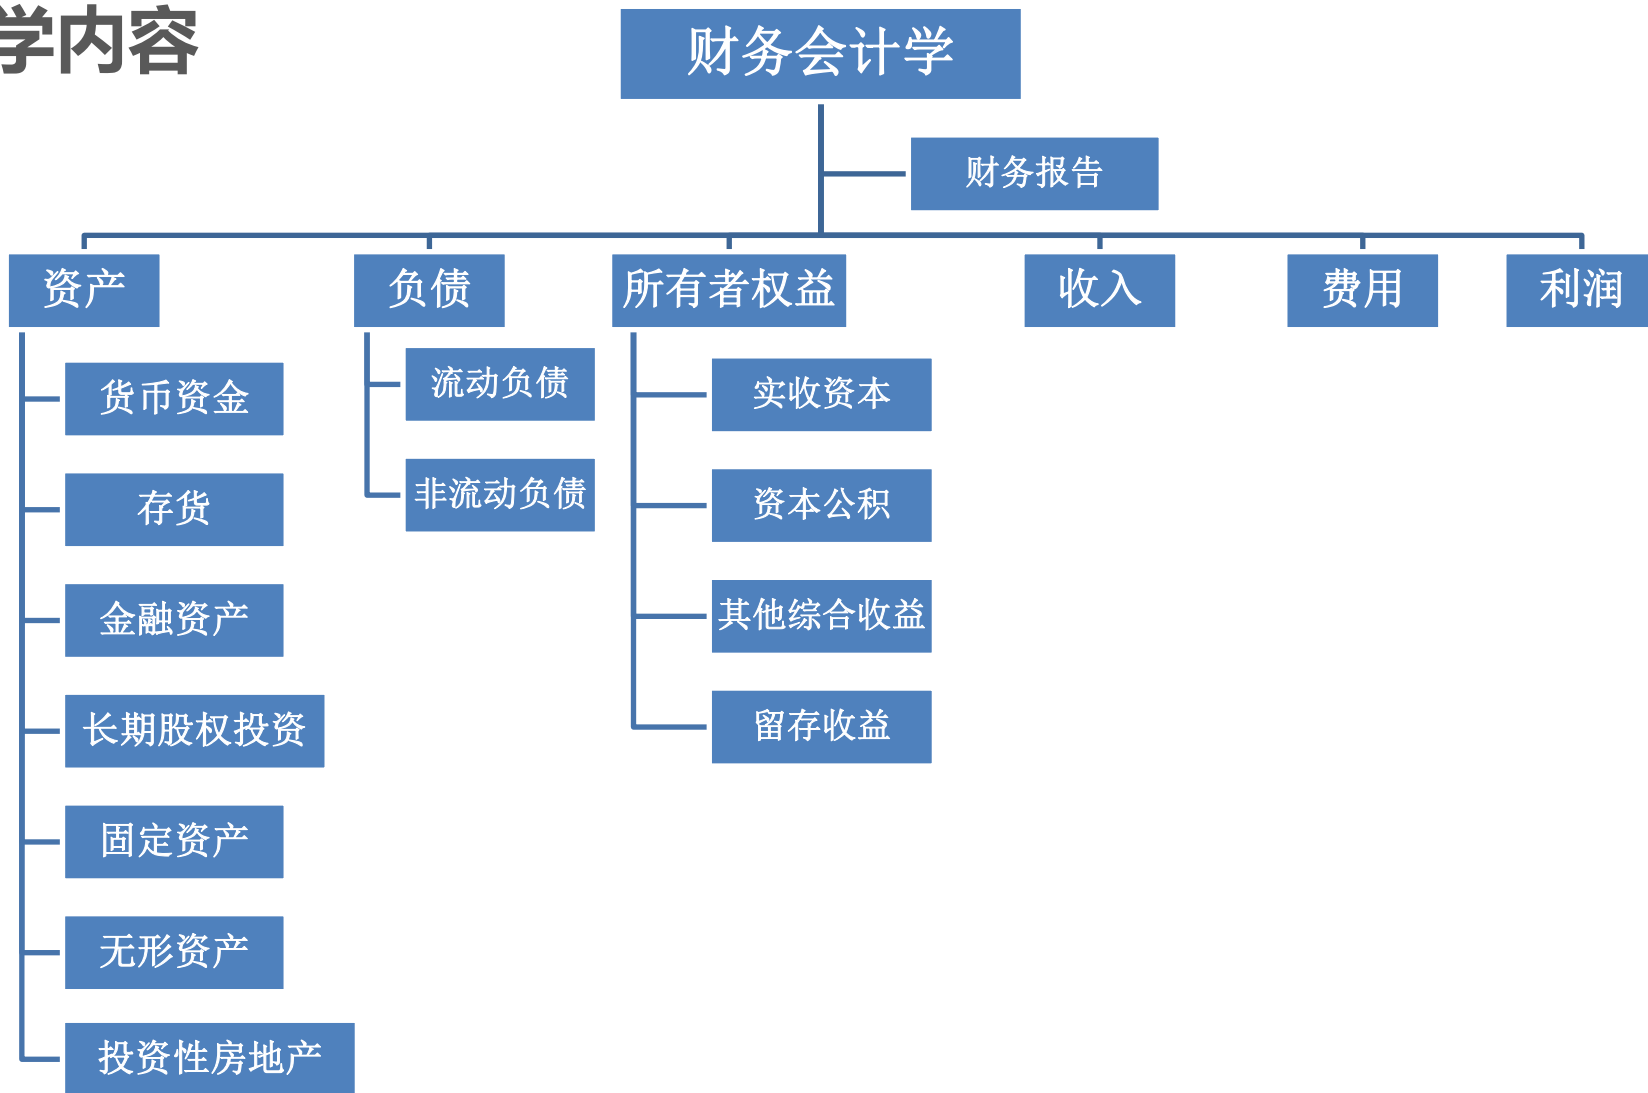 学内容
财务会计学
财务报告
资产
负债
所有者权益
收入
费用
利润
货币资金
存货
金融资产
长期股权投资
固定资产
无形资产
投资性房地产
流动负债
非流动负债
实收资本
资本公积
其他综合收益
留存收益